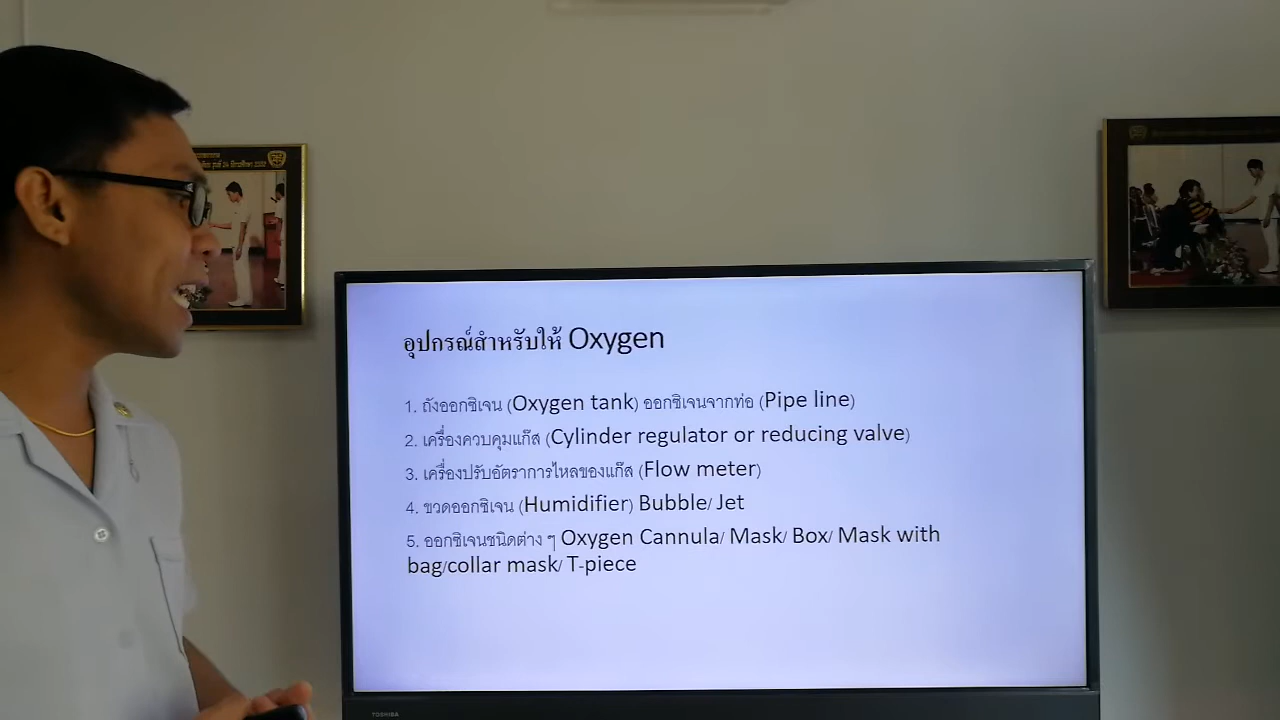 อุปกรณ์สำหรับให้ Oxygen
1. ถังออกซิเจน (Oxygen tank) ออกซิเจนจากท่อ (Pipe line)
2. เครื่องควบคุมแก๊ส (Cylinder regulator or reducing valve)
3. เครื่องปรับอัตราการไหลของแก๊ส (Flow meter)
4. ขวดออกซิเจน (Humidifier) Bubble/ Jet
5. ออกซิเจนชนิดต่าง ๆ Oxygen Cannula/ Mask/ Box/ Mask with
bag/collar mask/ T-piece
TOSHIBA